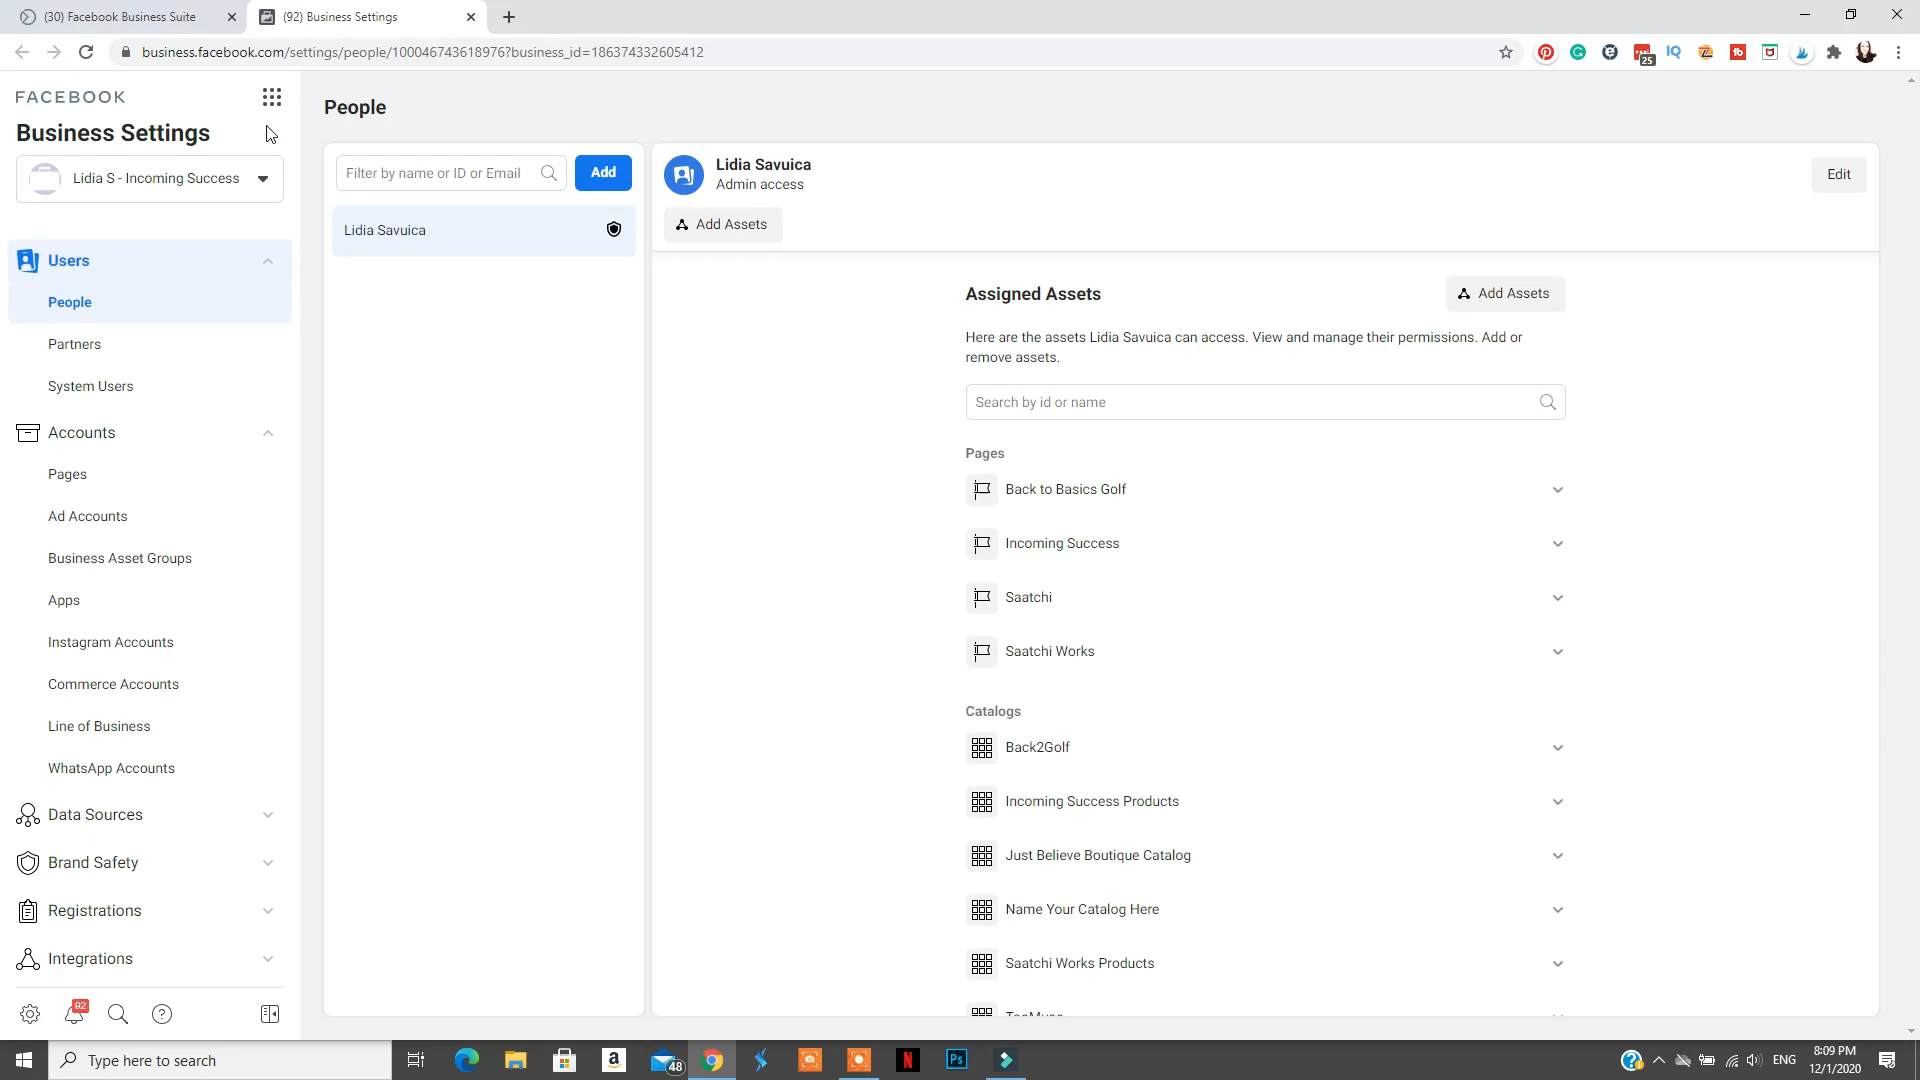 (30) Facebook Business Suite
(92) Business Settings
business.facebook.com/settings/people/100046743618976?business_id=186374332605412
25
IQ
FACEBOOK
Business Settings
Lidia S - Incoming Success
Users
People
Partners
System Users
Accounts
Pages
Ad Accounts
Business Asset Groups
Apps
Instagram Accounts
Commerce Accounts
Line of Business
WhatsApp Accounts
Data Sources
Brand Safety
Registrations
Integrations
92
People
Filter by name or ID or Email
Add
Lidia Savuica
Lidia Savuica
Admin access
Edit
Add Assets
Assigned Assets
Add Assets
Here are the assets Lidia Savuica can access. View and manage their permissions. Add or
remove assets.
Search by id or name
Pages
Back to Basics Golf
Incoming Success
Saatchi
Saatchi Works
Catalogs
Back2Golf
Incoming Success Products
Just Believe Boutique Catalog
Name Your Catalog Here
Saatchi Works Products
Type here to search
48
Ps
ENG
8:09 PM
12/1/2020